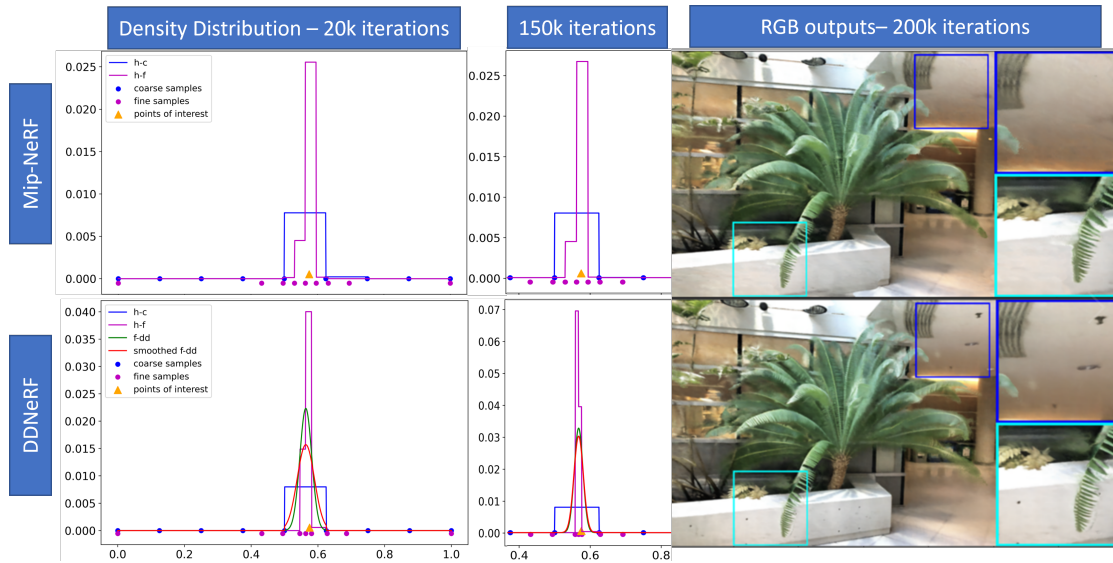 Density Distribution – 20k iterations
150k iterations
RGB outputs– 200k iterations
Mip-NeRF
0.025
0.020
0.015
0.010
0.005
0.000
h-c
h-f
coarse samples
fine samples
points of interest
0.025
0.020
0.015
0.010
0.005
0.000
DDNeRF
0.040
0.035
0.030
0.025
0.020
0.015
0.010
0.005
0.000
h-c
h-f
f-dd
smoothed f-dd
coarse samples
fine samples
points of interest
0.0 0.2 0.4 0.6 0.8 1.0
0.07
0.06
0.05
0.04
0.03
0.02
0.01
0.00
0.4 0.6 0.8